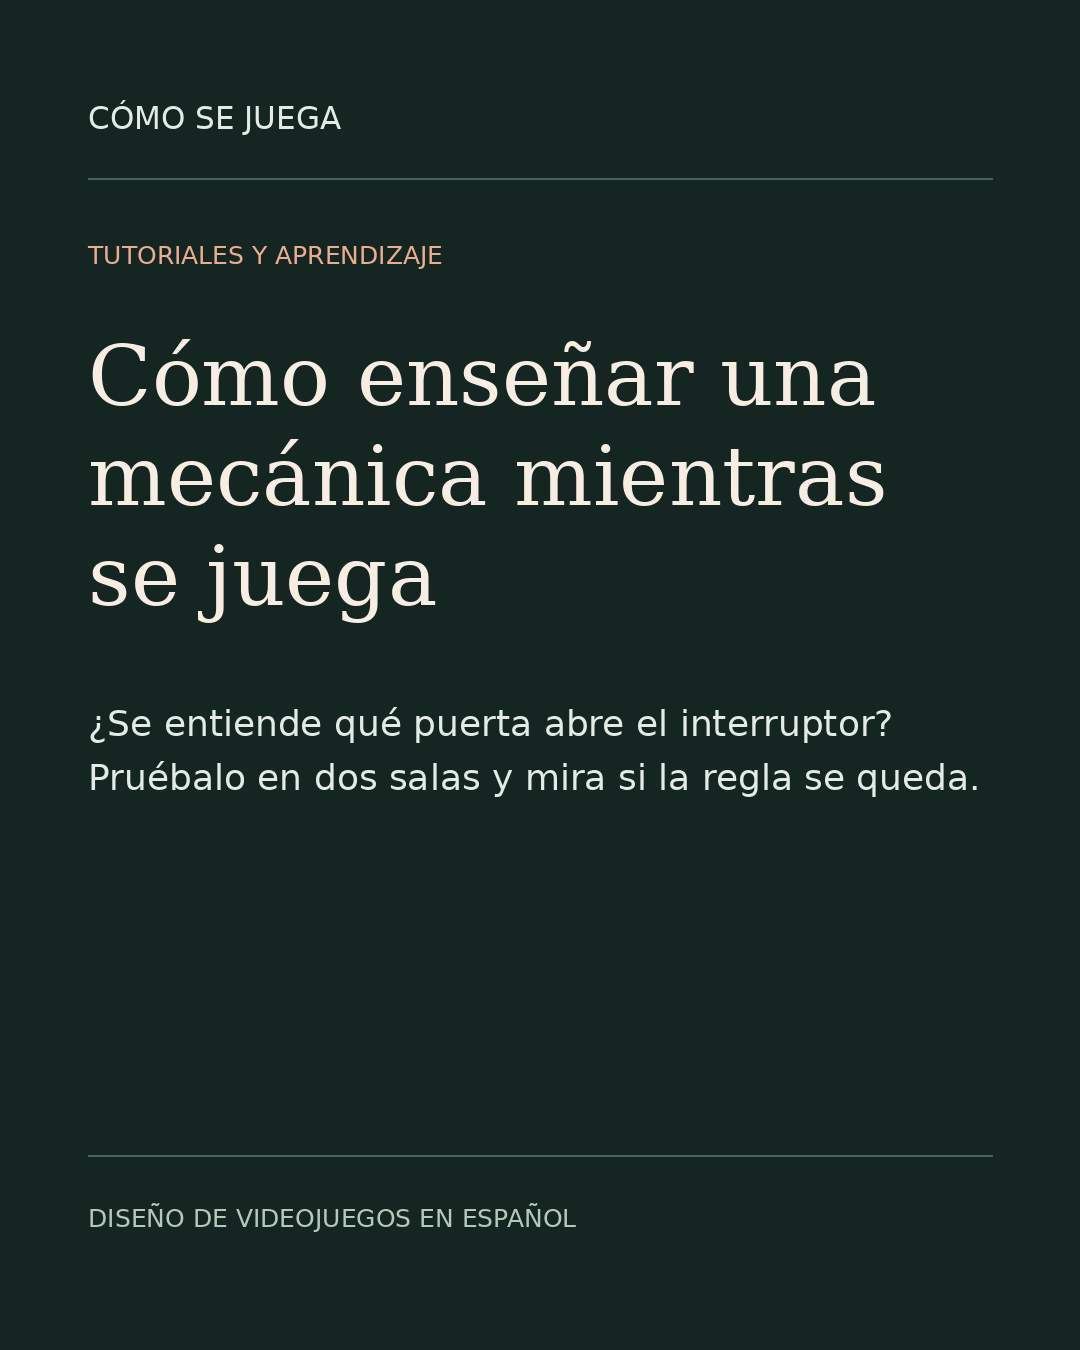 CÓMO SE JUEGA
TUTORIALES Y APRENDIZAJE
Cómo enseñar una
mecánica mientras
se juega
¿Se entiende qué puerta abre el interruptor?
Pruébalo en dos salas y mira si la regla se queda.
DISEÑO DE VIDEOJUEGOS EN ESPAÑOL